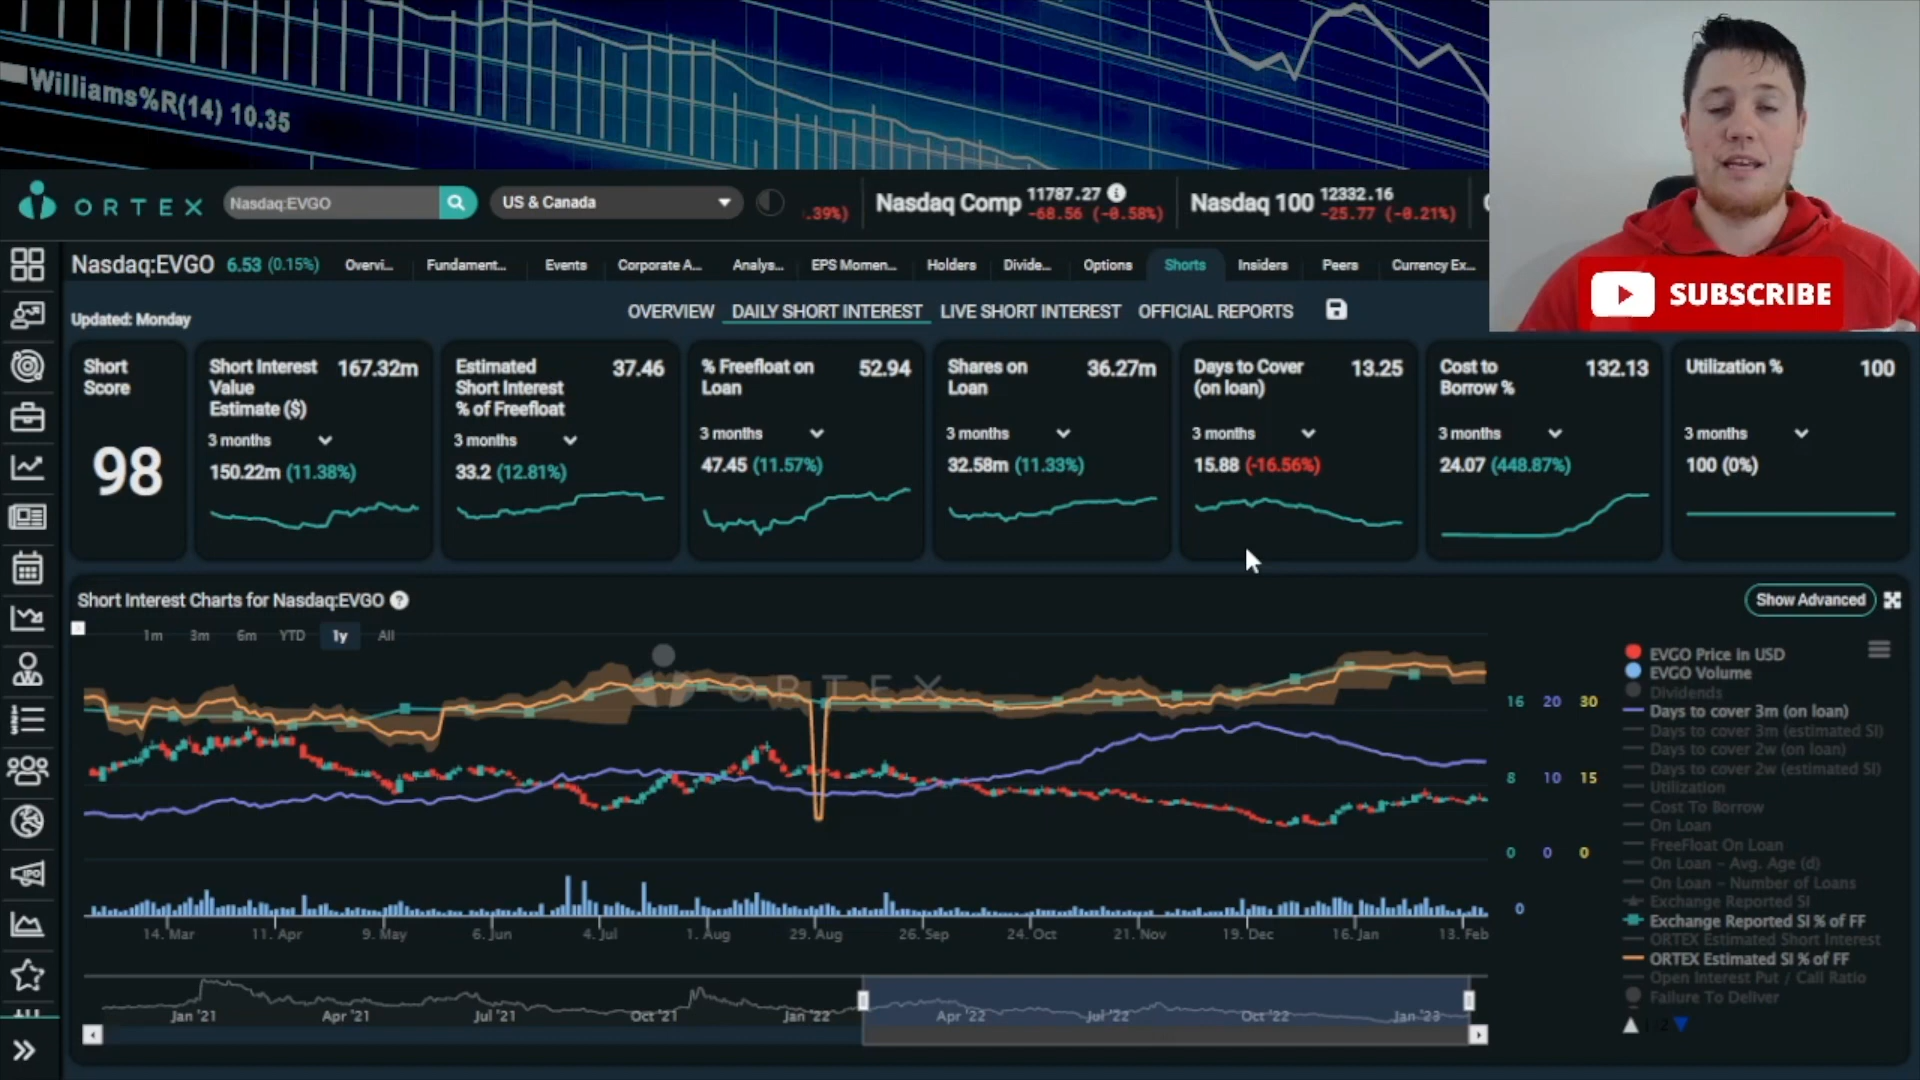 Williams%R(14) 10.35
ORTEX
Nasdaq:EVGO
US & Canada
.39%)
Nasdaq Comp 11787.27
-68.56 (-0.58%)
Nasdaq 100 12332.16
-25.77 (-0.21%)
Nasdaq:EVGO 6.53 (0.15%)
Overvi... Fundament... Events Corporate A... Analys... EPS Momen... Holders Divide... Options Shorts Insiders Peers Currency Ex...
SUBSCRIBE
Updated: Monday
OVERVIEW DAILY SHORT INTEREST LIVE SHORT INTEREST OFFICIAL REPORTS
Short
Score
98
Short Interest
Value
Estimate ($)
167.32m
3 months
150.22m (11.38%)
Estimated
Short Interest
% of Freefloat
37.46
3 months
33.2 (12.81%)
% Freefloat on
Loan
52.94
3 months
47.45 (11.57%)
Shares on
Loan
36.27m
3 months
32.58m (11.33%)
Days to Cover
(on loan)
13.25
3 months
15.88 (-16.56%)
Cost to
Borrow %
132.13
3 months
24.07 (448.87%)
Utilization %
100
3 months
100 (0%)
Short Interest Charts for Nasdaq:EVGO
Show Advanced
1m 3m 6m YTD 1y All
ORTEX
16 20 30
8 10 15
0 0 0
0
14. Mar 11. Apr 9. May 6. Jun 4. Jul 1. Aug 29. Aug 26. Sep 24. Oct 21. Nov 19. Dec 16. Jan 13. Feb
Jan '21 Apr '21 Jul '21 Oct '21 Jan '22 Apr '22 Jul '22 Oct '22 Jan '23
EVGO Price in USD
EVGO Volume
Dividends
Days to cover 3m (on loan)
Days to cover 3m (estimated SI)
Days to cover 2w (on loan)
Days to cover 2w (estimated SI)
Utilization
Cost To Borrow
On Loan
FreeFloat On Loan
On Loan - Avg. Age (d)
On Loan - Number of Loans
Exchange Reported SI
Exchange Reported SI % of FF
ORTEX Estimated Short Interest
ORTEX Estimated SI % of FF
Open Interest Put / Call Ratio
Failure To Deliver
IPO